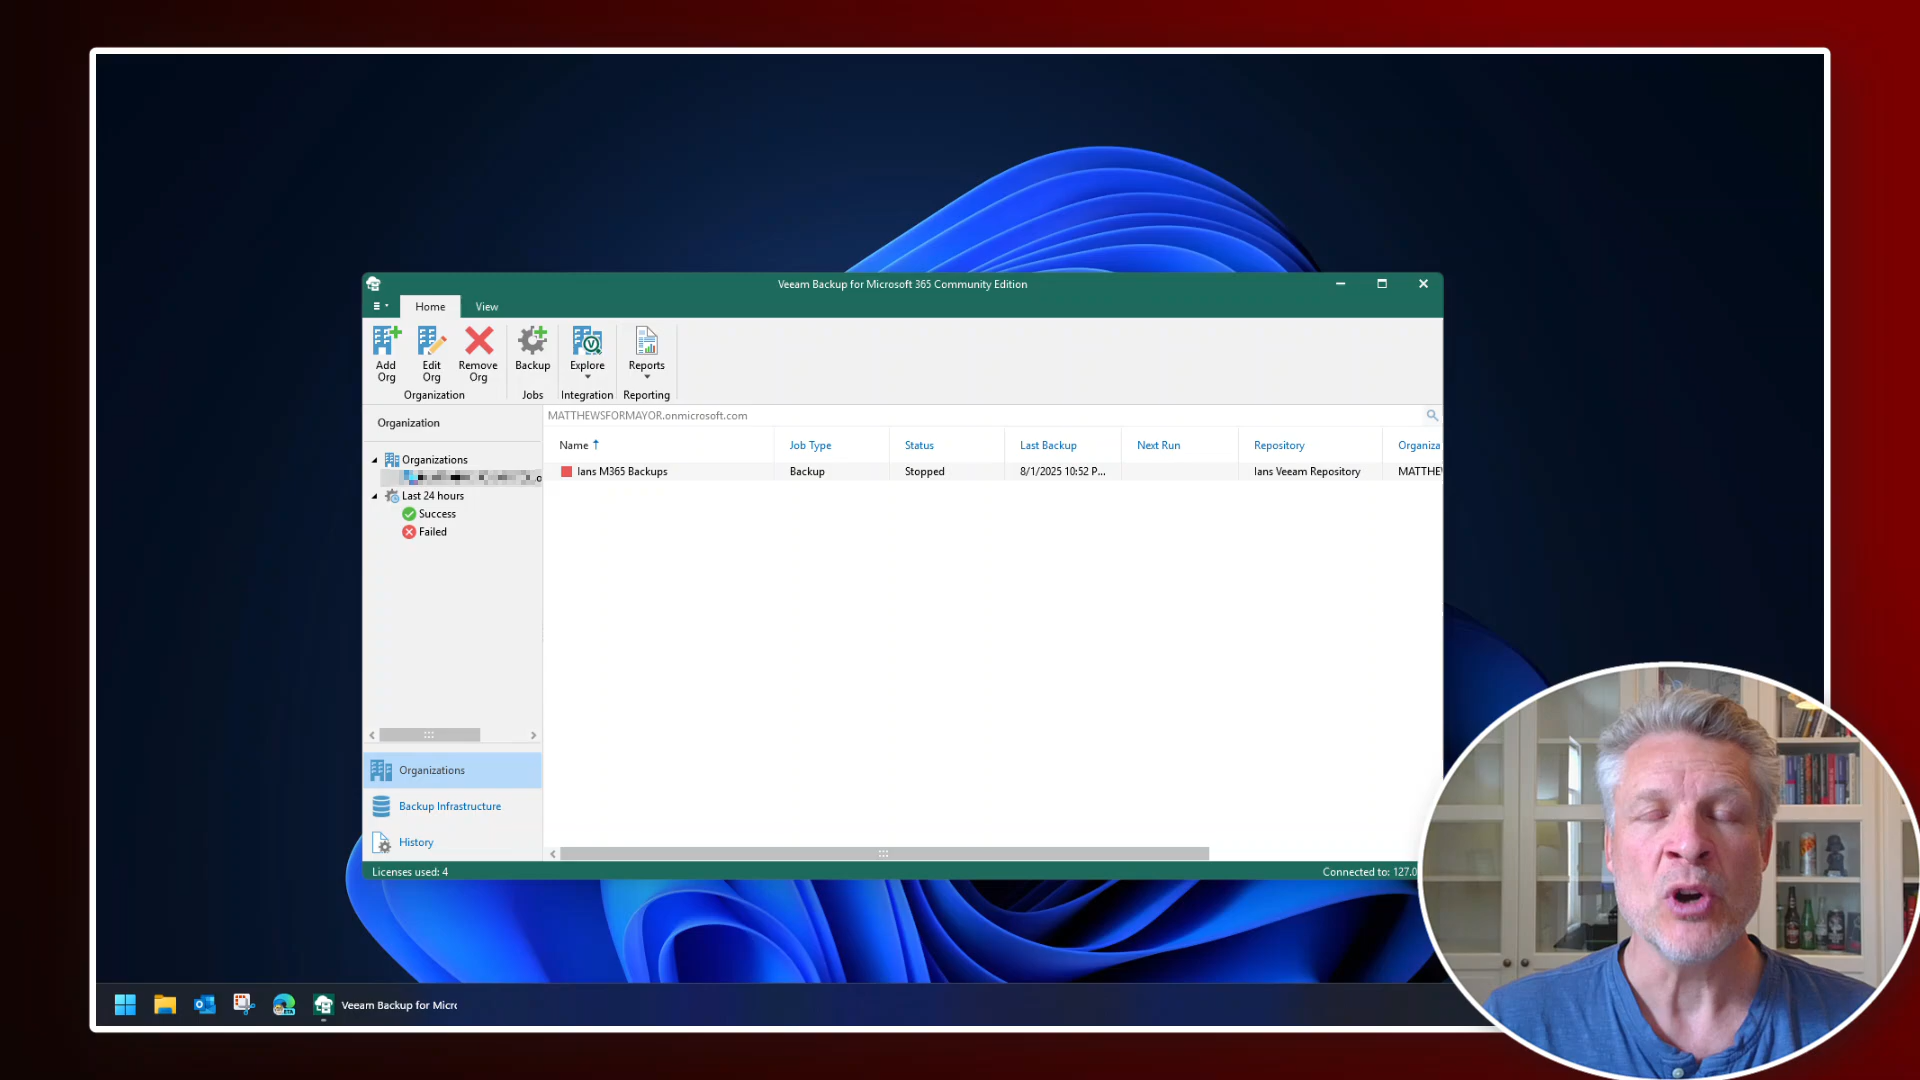 Veeam Backup for Microsoft 365 Community Edition
Home View
Add Org
Edit Org
Remove Org
Backup
Explore
Reports
Organization
Jobs
Integration
Reporting
Organization
MATTHEWSFORMAYOR.onmicrosoft.com
Name Job Type Status Last Backup Next Run Repository Organiza
Ians M365 Backups Backup Stopped 8/1/2025 10:52 P... Ians Veeam Repository MATTHEW
Organizations
Last 24 hours
Success
Failed
Organizations
Backup Infrastructure
History
Licenses used: 4
Connected to: 127.0
Veeam Backup for Micro